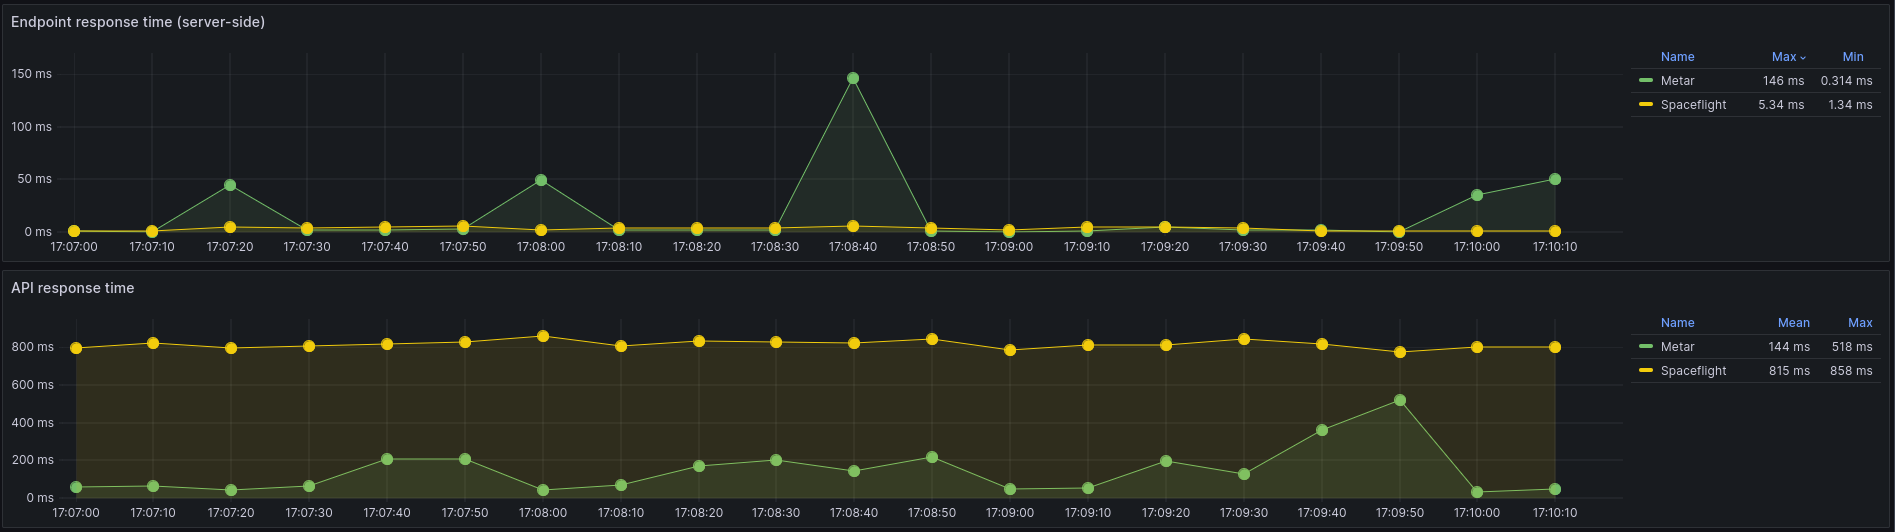 Endpoint response time (server-side)
150 ms
100 ms
50 ms
0 ms
17:07:00 17:07:10 17:07:20 17:07:30 17:07:40 17:07:50 17:08:00 17:08:10 17:08:20 17:08:30 17:08:40 17:08:50 17:09:00 17:09:10 17:09:20 17:09:30 17:09:40 17:09:50 17:10:00 17:10:10
Name Max Min
Metar 146 ms 0.314 ms
Spaceflight 5.34 ms 1.34 ms
API response time
800 ms
600 ms
400 ms
200 ms
0 ms
17:07:00 17:07:10 17:07:20 17:07:30 17:07:40 17:07:50 17:08:00 17:08:10 17:08:20 17:08:30 17:08:40 17:08:50 17:09:00 17:09:10 17:09:20 17:09:30 17:09:40 17:09:50 17:10:00 17:10:10
Name Mean Max
Metar 144 ms 518 ms
Spaceflight 815 ms 858 ms